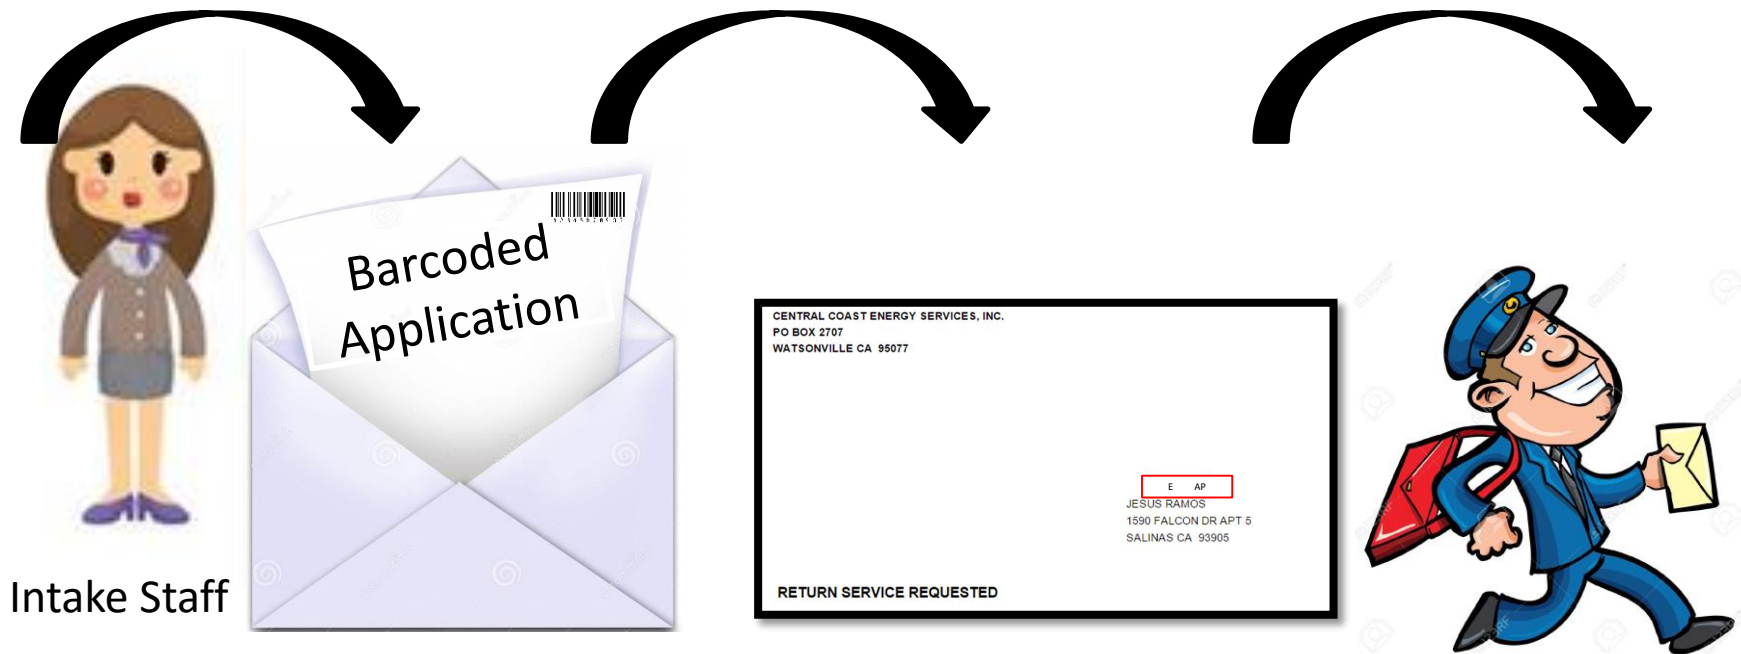 Barcoded
Application
CENTRAL COAST ENERGY SERVICES, INC.
PO BOX 2707
WATSONVILLE CA 95077
E AP
JESUS RAMOS
1590 FALCON DR APT 5
SALINAS CA 93905
RETURN SERVICE REQUESTED
Intake Staff